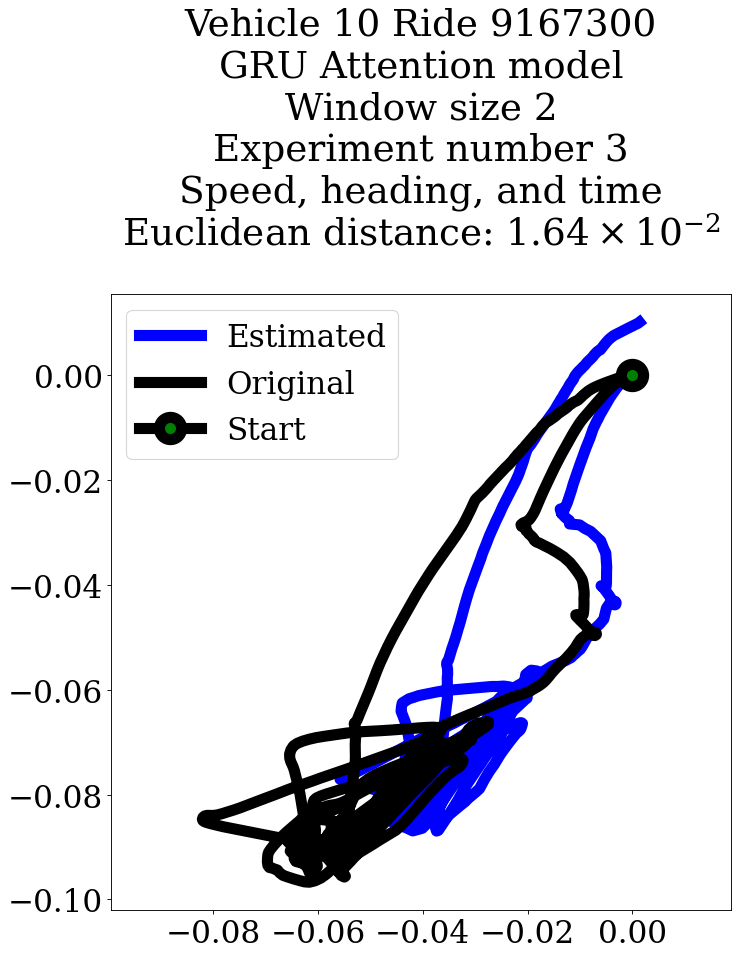 Vehicle 10 Ride 9167300
GRU Attention model
Window size 2
Experiment number 3
Speed, heading, and time
Euclidean distance: 1.64 × 10⁻²
Estimated
Original
Start
0.00
−0.02
−0.04
−0.06
−0.08
−0.10
−0.08 −0.06 −0.04 −0.02 0.00